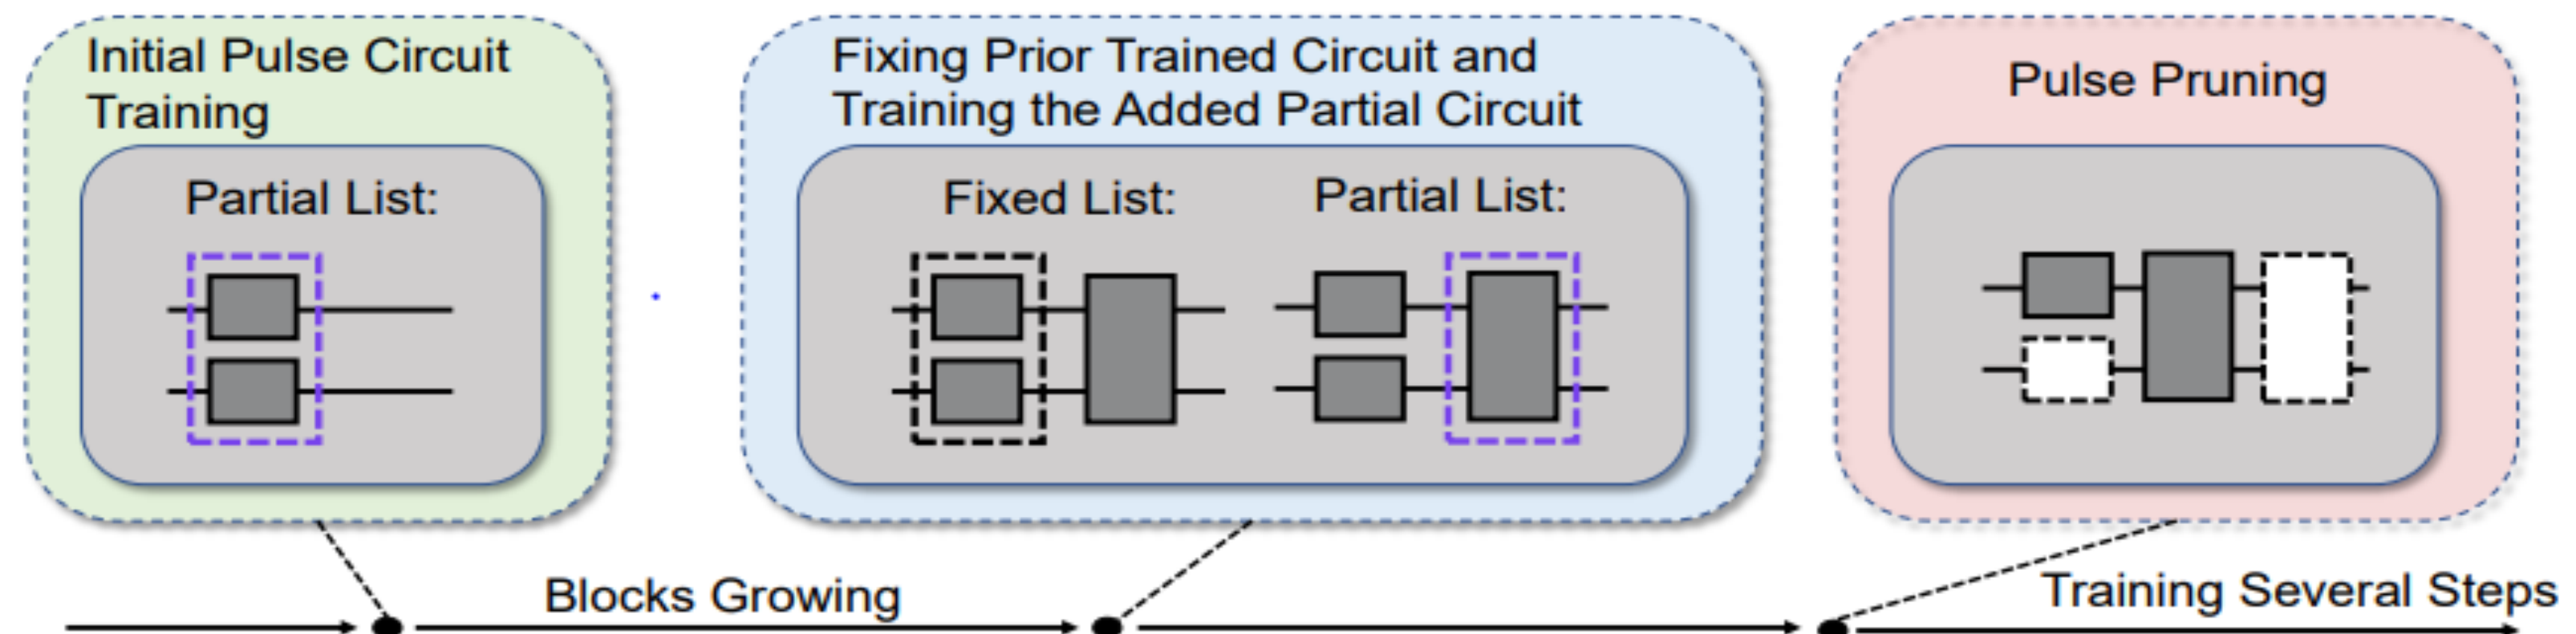 Initial Pulse Circuit
Training
Partial List:
Fixing Prior Trained Circuit and
Training the Added Partial Circuit
Fixed List:
Partial List:
Pulse Pruning
Blocks Growing
Training Several Steps